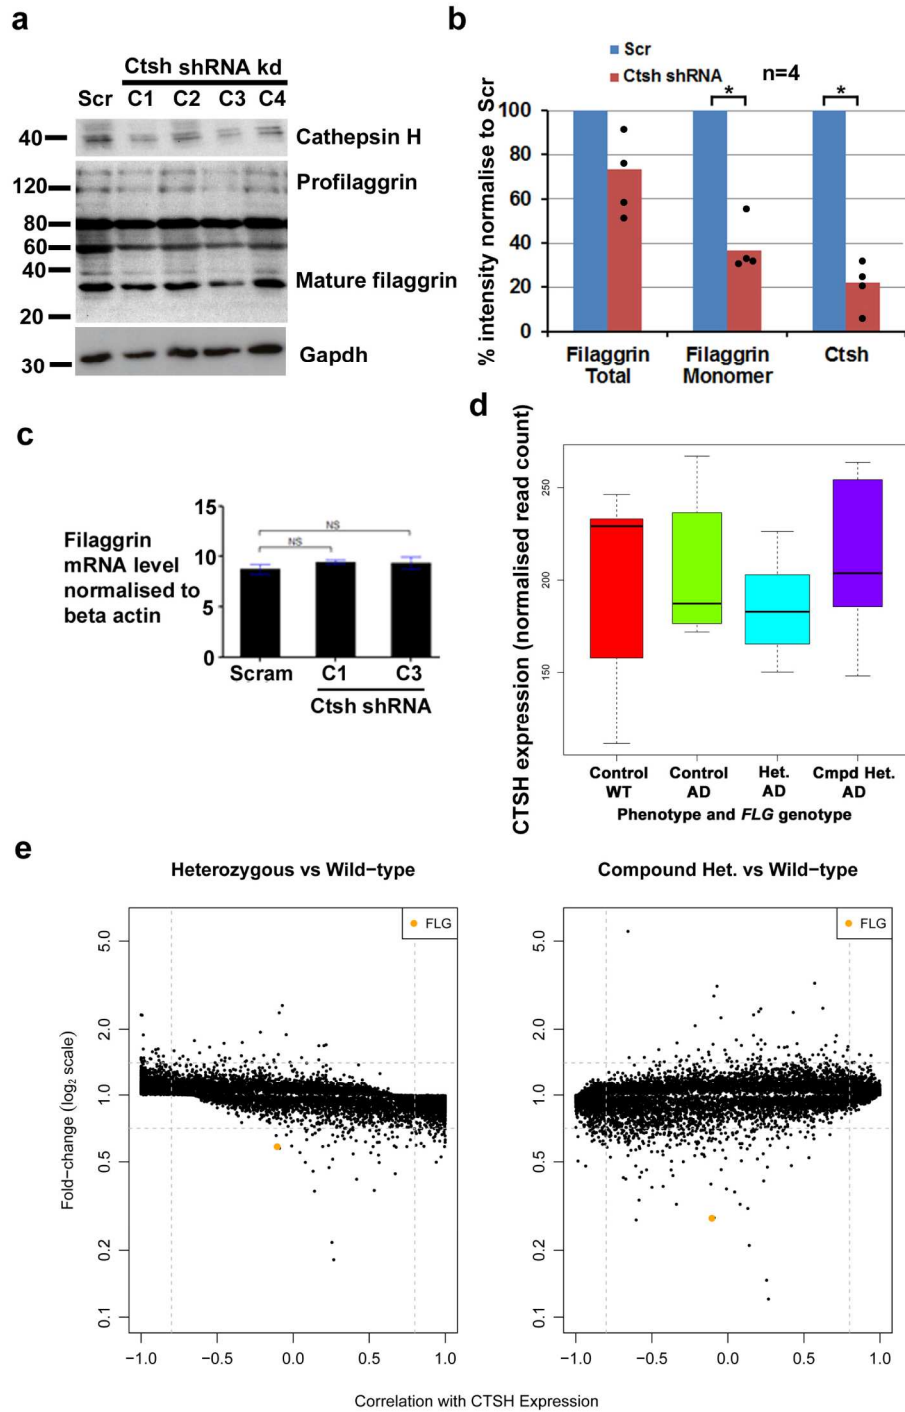 a
Ctsh shRNA kd
Scr C1 C2 C3 C4
40
Cathepsin H
Profilaggrin
120
80
60
40
Mature filaggrin
20
Gapdh
30
b
Scr
Ctsh shRNA
n=4
* *
% intensity normalise to Scr
100
80
60
40
20
0
Filaggrin Total
Filaggrin Monomer
Ctsh
c
Filaggrin
mRNA level
normalised to
beta actin
15
10
5
0
NS
NS
Scram C1 C3
Ctsh shRNA
d
CTSH expression (normalised read count)
250
200
150
Control WT
Control AD
Het. AD
Cmpd Het. AD
Phenotype and FLG genotype
e
Heterozygous vs Wild−type
FLG
Fold−change (log₂ scale)
5.0
2.0
1.0
0.5
0.2
0.1
−1.0 −0.5 0.0 0.5 1.0
Compound Het. vs Wild−type
FLG
5.0
2.0
1.0
0.5
0.2
0.1
−1.0 −0.5 0.0 0.5 1.0
Correlation with CTSH Expression